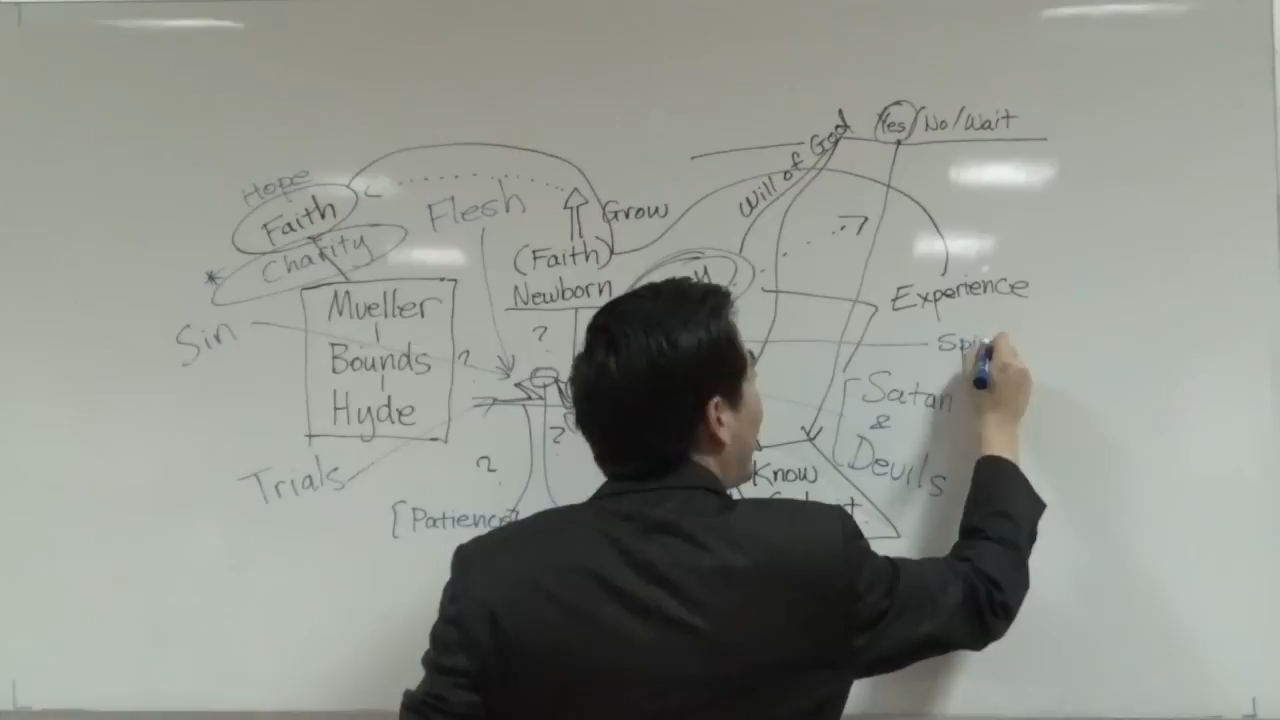 Yes/No/Wait
Will of God
Hope
Faith
Charity
*
Flesh
Grow
(Faith)
Newborn
Mueller
Bounds
Hyde
Sin
Trials
[Patience
?
?
?
?
Experience
Spi
Satan
&
Devils
Know